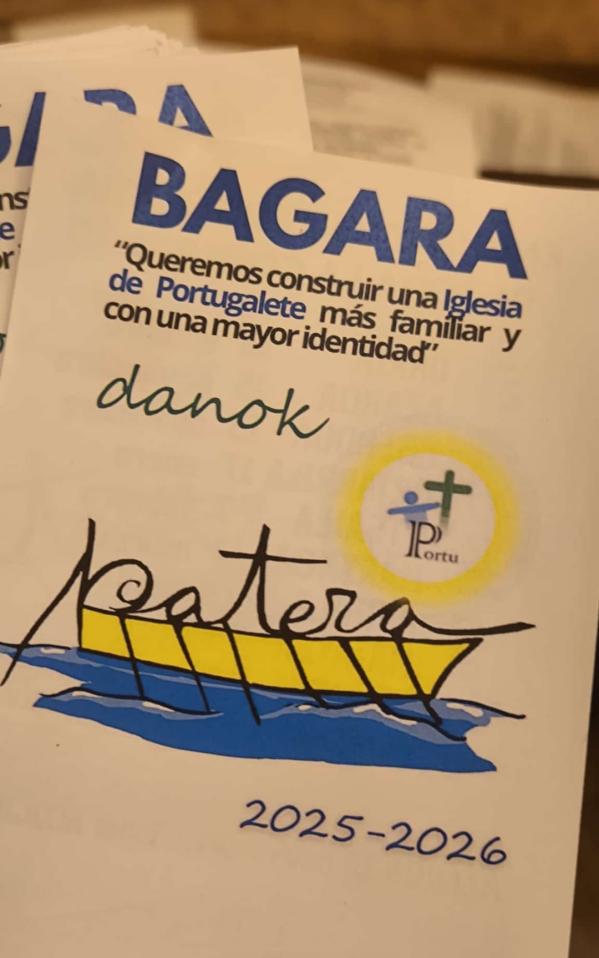 BAGARA
“Queremos construir una Iglesia
de Portugalete más familiar y
con una mayor identidad”
danok
Portu
patera
2025-2026